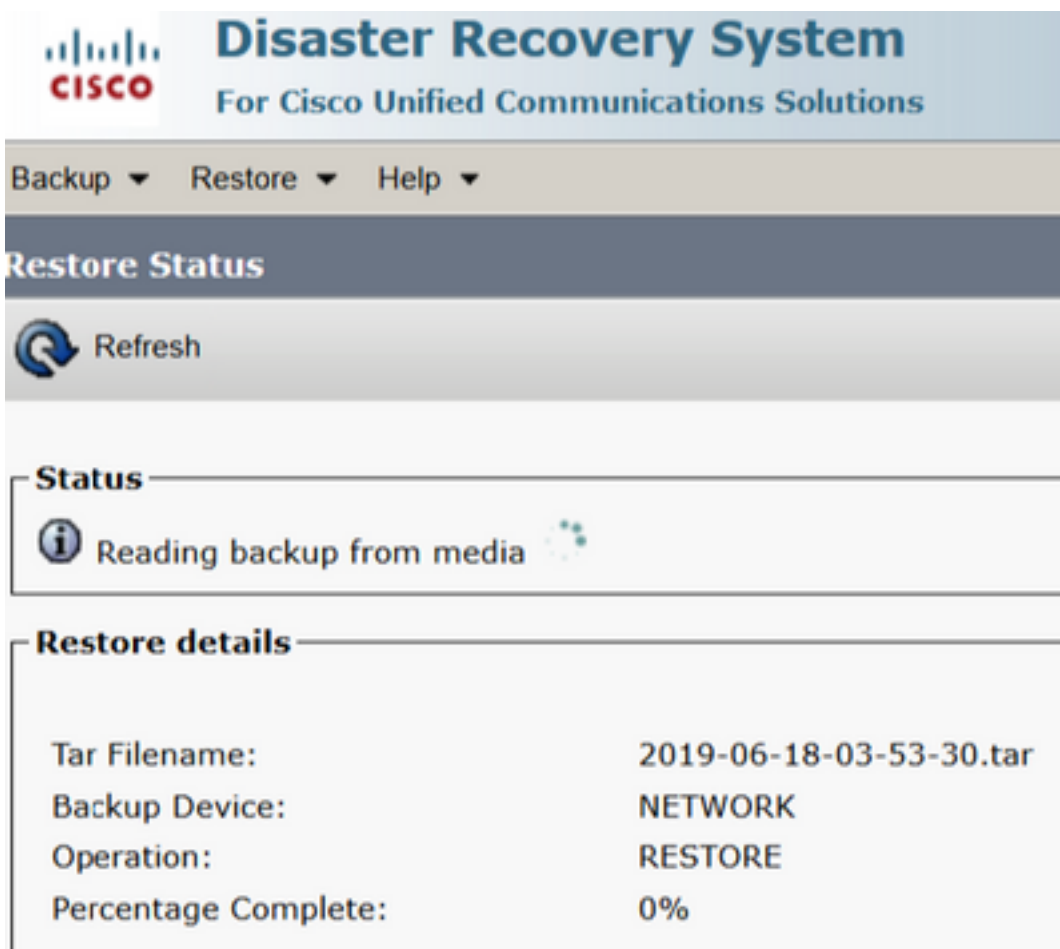 CISCO
Disaster Recovery System
For Cisco Unified Communications Solutions
Backup Restore Help
Restore Status
Refresh
Status
Reading backup from media
Restore details
Tar Filename: 2019-06-18-03-53-30.tar
Backup Device: NETWORK
Operation: RESTORE
Percentage Complete: 0%